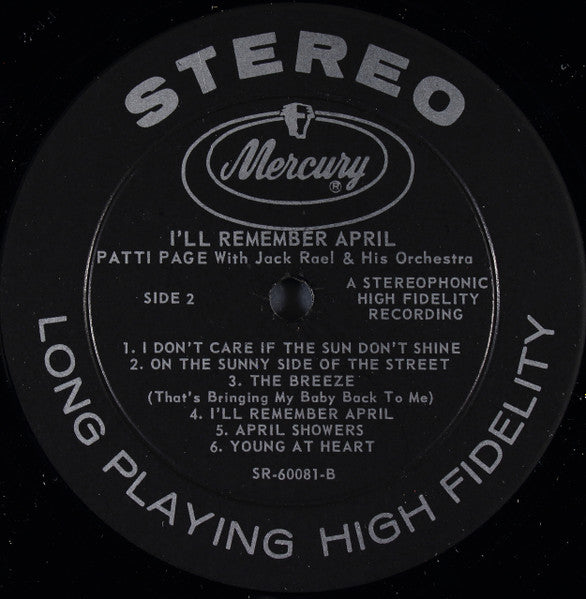 STEREO
Mercury
®
I'LL REMEMBER APRIL
PATTI PAGE With Jack Rael & His Orchestra
SIDE 2
A STEREOPHONIC
HIGH FIDELITY
RECORDING
1. I DON'T CARE IF THE SUN DON'T SHINE
2. ON THE SUNNY SIDE OF THE STREET
3. THE BREEZE
(That's Bringing My Baby Back To Me)
4. I'LL REMEMBER APRIL
5. APRIL SHOWERS
6. YOUNG AT HEART
SR-60081-B
LONG PLAYING HIGH FIDELITY